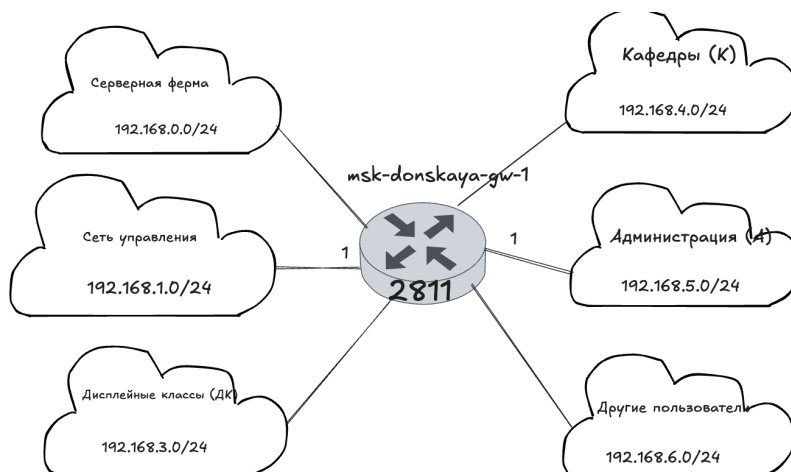 Серверная ферма
192.168.0.0/24
Кафедры (К)
192.168.4.0/24
msk-donskaya-gw-1
Сеть управления
192.168.1.0/24
1
1
2811
Администрация (А)
192.168.5.0/24
Дисплейные классы (ДК)
192.168.3.0/24
Другие пользователи
192.168.6.0/24